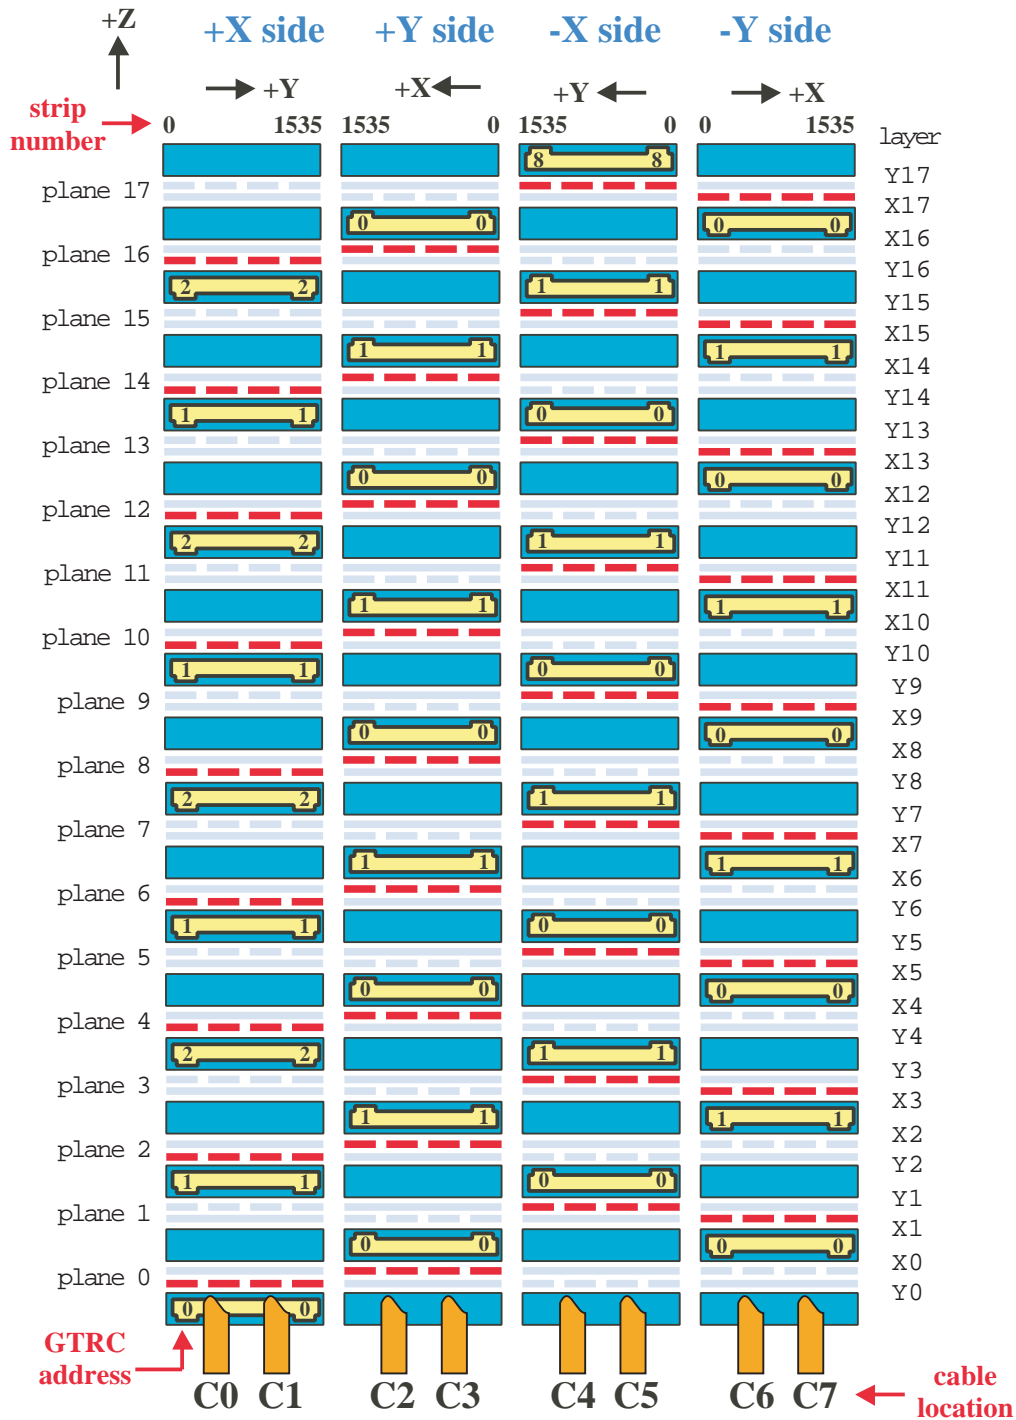 +Z +X side +Y side -X side -Y side
+Y +X +Y +X
strip number
0 1535 1535 0 1535 0 0 1535
layer
8 8
Y17
plane 17
X17
0 0 0 0
X16
plane 16
Y16
2 2 1 1
Y15
plane 15
X15
1 1 1 1
X14
plane 14
Y14
1 1 0 0
Y13
plane 13
X13
0 0 0 0
X12
plane 12
Y12
2 2 1 1
Y11
plane 11
X11
1 1 1 1
X10
plane 10
Y10
1 1 0 0
Y9
plane 9
X9
0 0 0 0
X8
plane 8
Y8
2 2 1 1
Y7
plane 7
X7
1 1 1 1
X6
plane 6
Y6
1 1 0 0
Y5
plane 5
X5
0 0 0 0
X4
plane 4
Y4
2 2 1 1
Y3
plane 3
X3
1 1 1 1
X2
plane 2
Y2
1 1 0 0
Y1
plane 1
X1
0 0 0 0
X0
plane 0
Y0
0 0
GTRC
address
C0 C1 C2 C3 C4 C5 C6 C7
cable
location